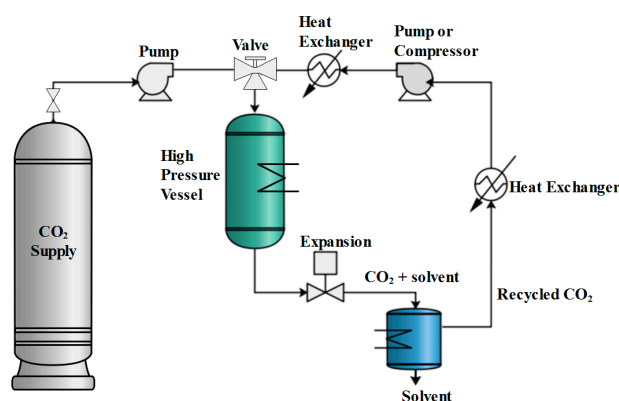 Heat
Exchanger
Pump or
Compressor
Pump
Valve
High
Pressure
Vessel
CO₂
Supply
Heat Exchanger
Expansion
CO₂ + solvent
Recycled CO₂
Solvent